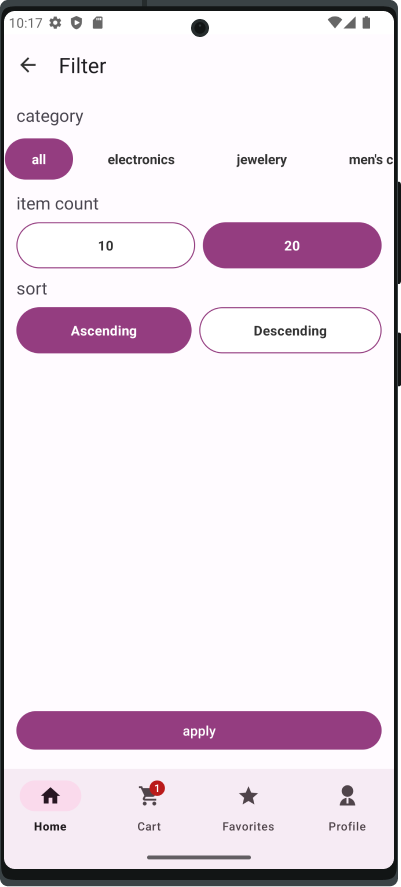 10:17
Filter
category
all electronics jewelery men's c
item count
10 20
sort
Ascending Descending
apply
1
Home Cart Favorites Profile